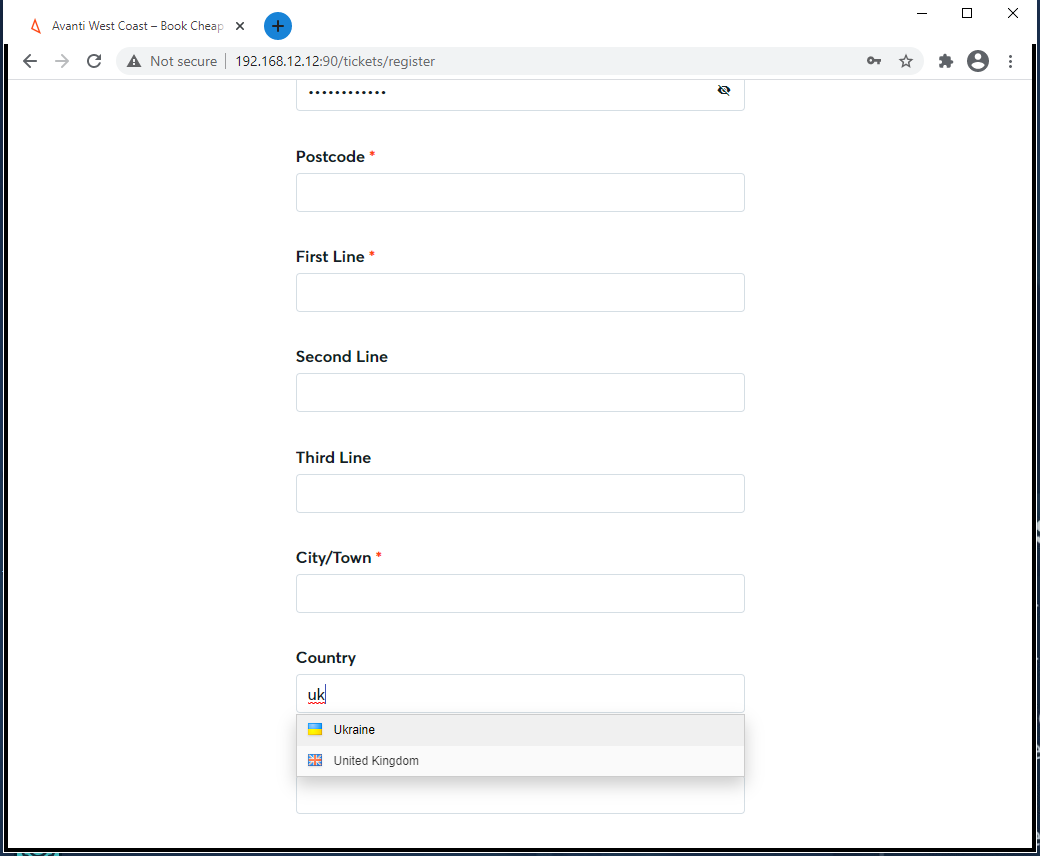 Avanti West Coast – Book Cheap
Not secure
192.168.12.12:90/tickets/register
••••••••••••
Postcode *
First Line *
Second Line
Third Line
City/Town *
Country
uk
Ukraine
United Kingdom